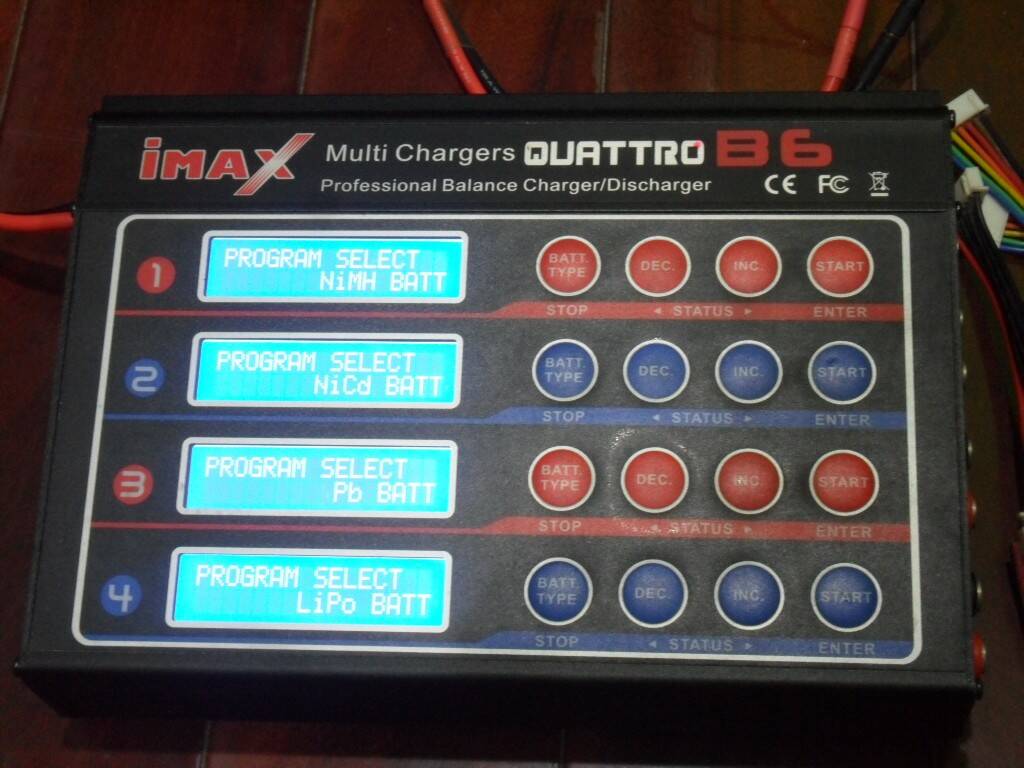 iMAX Multi Chargers QUATTRO B6
Professional Balance Charger/Discharger CE FC
1
PROGRAM SELECT
NiMH BATT
BATT. TYPE DEC. INC. START
STOP ◄ STATUS ► ENTER
2
PROGRAM SELECT
NiCd BATT
BATT. TYPE DEC. INC. START
STOP ◄ STATUS ► ENTER
3
PROGRAM SELECT
Pb BATT
BATT. TYPE DEC. INC. START
STOP ◄ STATUS ► ENTER
4
PROGRAM SELECT
LiPo BATT
BATT. TYPE DEC. INC. START
STOP ◄ STATUS ► ENTER